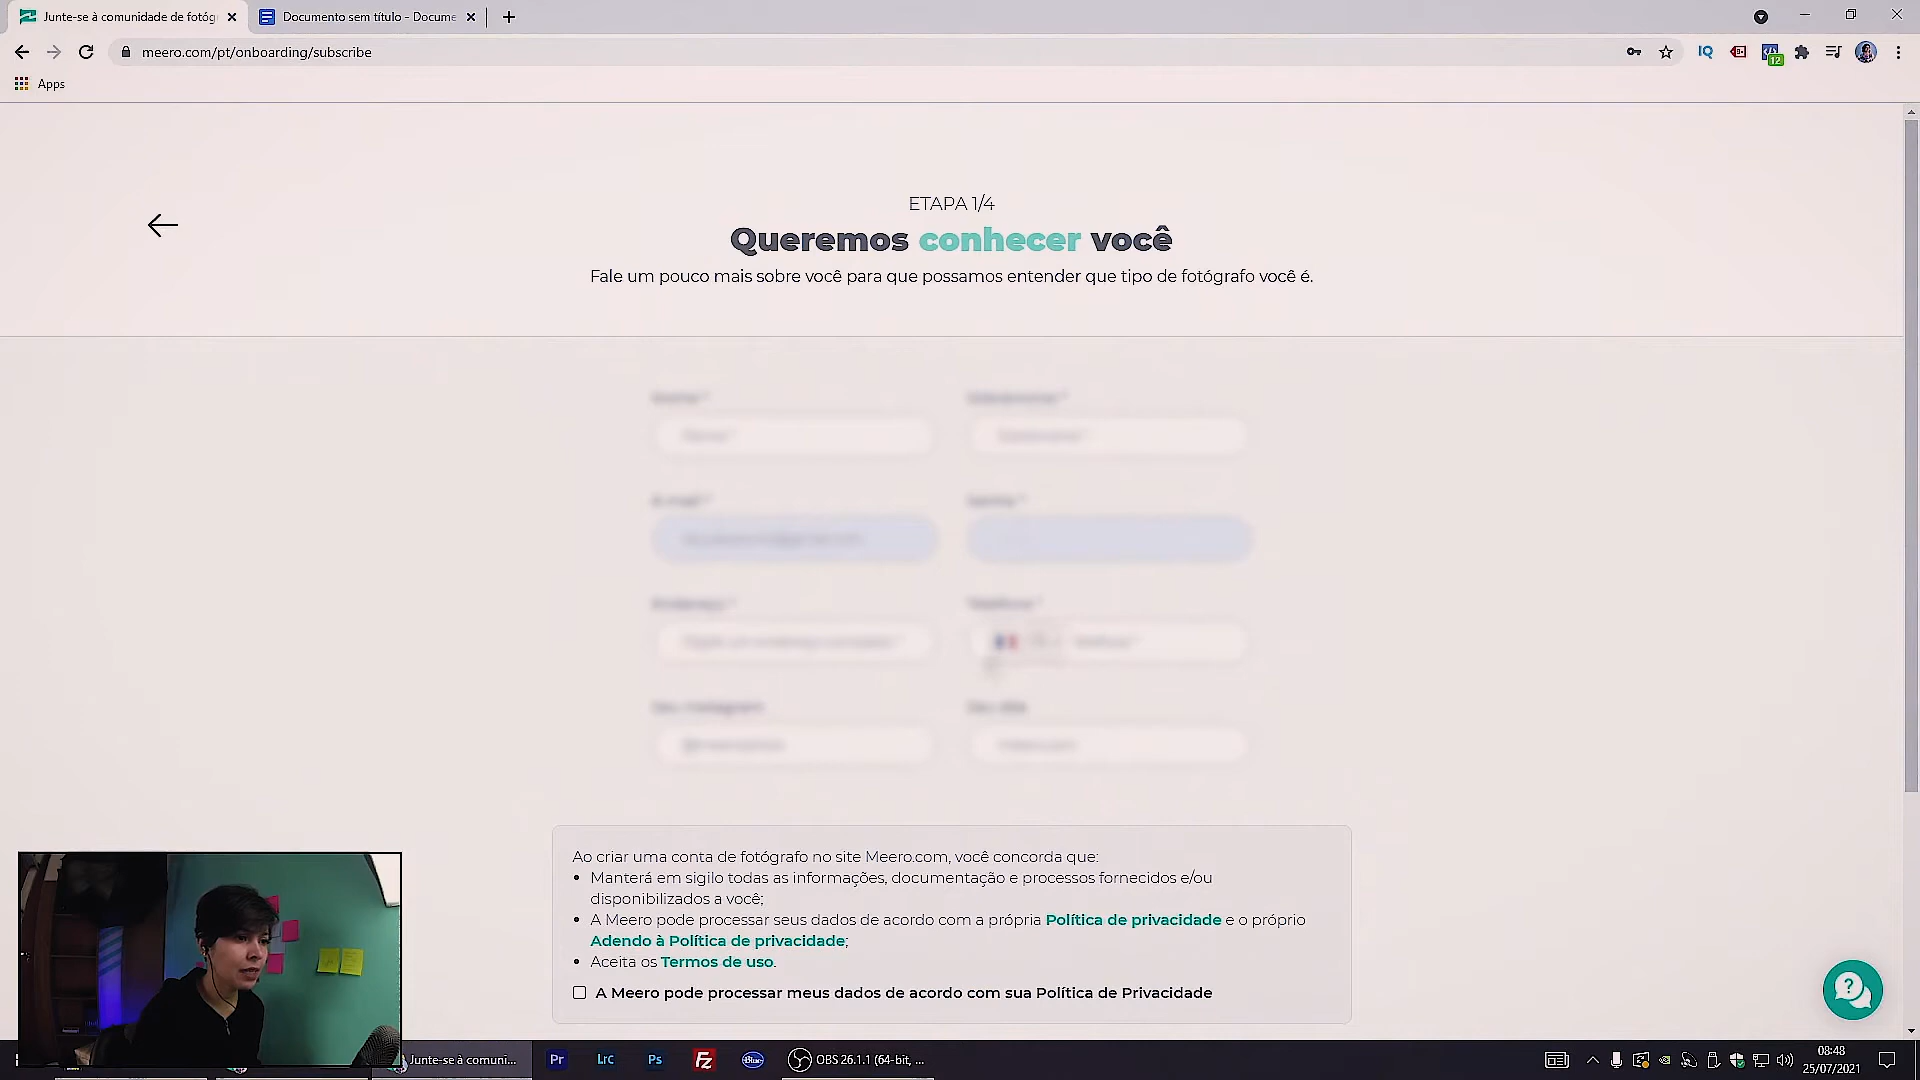 Junte-se à comunidade de fotóg
Documento sem título - Docume
meero.com/pt/onboarding/subscribe
IQ
12
Apps
ETAPA 1/4
Queremos conhecer você
Fale um pouco mais sobre você para que possamos entender que tipo de fotógrafo você é.
Ao criar uma conta de fotógrafo no site Meero.com, você concorda que:
Manterá em sigilo todas as informações, documentação e processos fornecidos e/ou
disponibilizados a você;
A Meero pode processar seus dados de acordo com a própria Política de privacidade e o próprio
Adendo à Política de privacidade;
Aceita os Termos de uso.
A Meero pode processar meus dados de acordo com sua Política de Privacidade
Junte-se à comuni...
Pr
Lrc
Ps
Fz
Blue
OBS 26.1.1 (64-bit, ...
08:48
25/07/2021